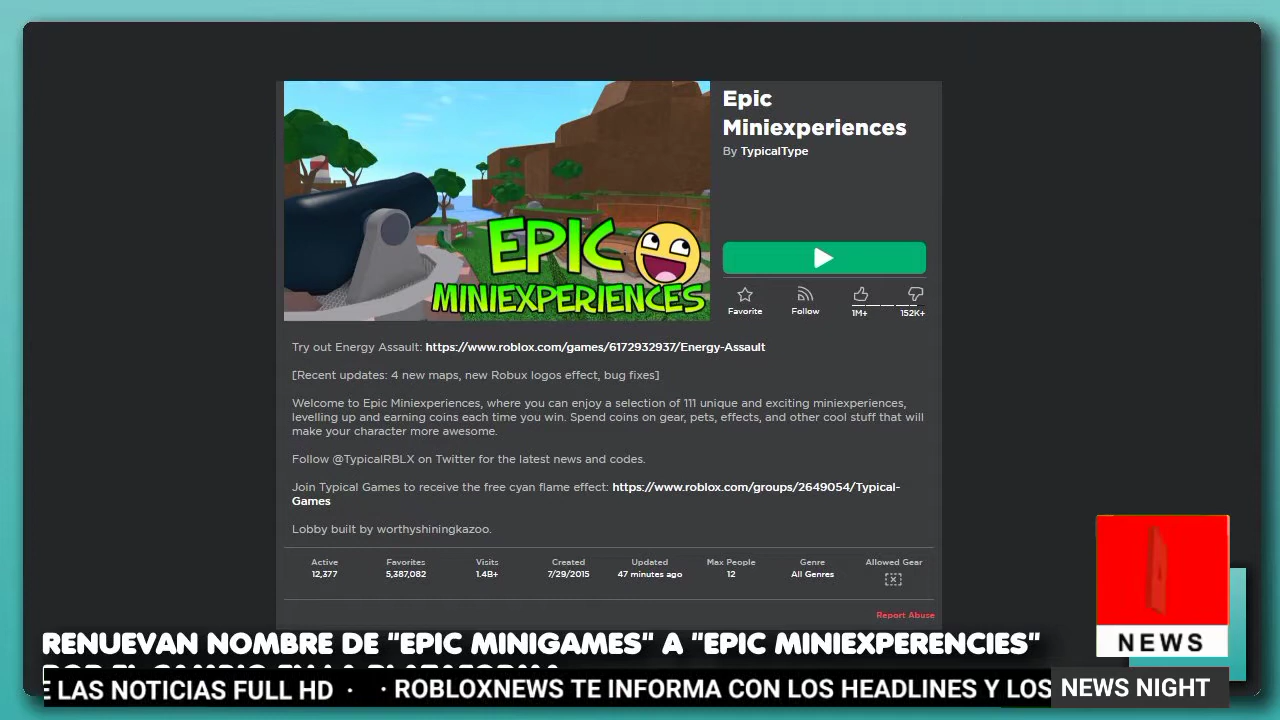 Epic
Miniexperiences
By TypicalType
EPIC
MINIEXPERIENCES
Favorite
Follow
1M+
152K+
Try out Energy Assault: https://www.roblox.com/games/6172932937/Energy-Assault
[Recent updates: 4 new maps, new Robux logos effect, bug fixes]
Welcome to Epic Miniexperiences, where you can enjoy a selection of 111 unique and exciting miniexperiences,
levelling up and earning coins each time you win. Spend coins on gear, pets, effects, and other cool stuff that will
make your character more awesome.
Follow @TypicalRBLX on Twitter for the latest news and codes.
Join Typical Games to receive the free cyan flame effect: https://www.roblox.com/groups/2649054/Typical-
Games
Lobby built by worthyshiningkazoo.
Active Favorites Visits Created Updated Max People Genre Allowed Gear
12,377 5,387,082 1.4B+ 7/29/2015 47 minutes ago 12 All Genres
Report Abuse
RENUEVAN NOMBRE DE "EPIC MINIGAMES" A "EPIC MINIEXPERENCIES"
POR EL CAMBIO EN LA PLATAFORMA
NEWS
E LAS NOTICIAS FULL HD · · ROBLOXNEWS TE INFORMA CON LOS HEADLINES Y LOS
NEWS NIGHT